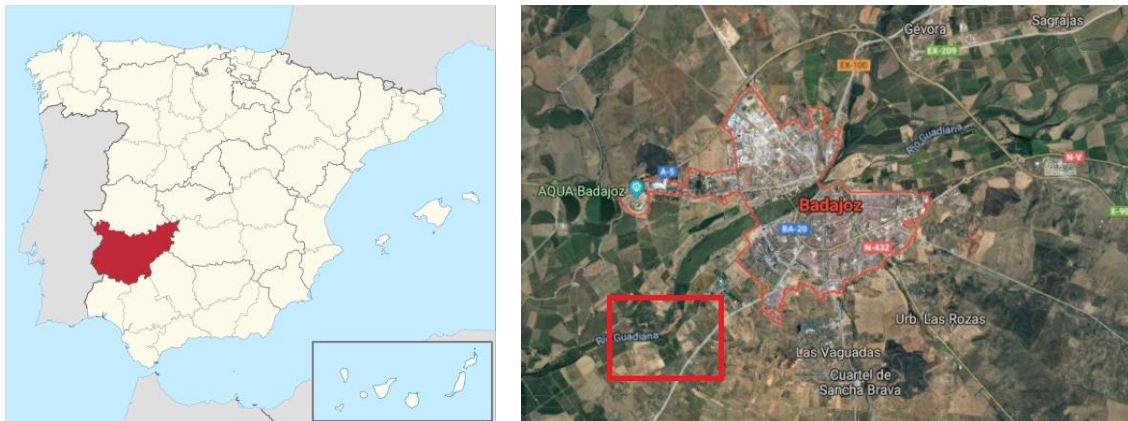 Sagrajas
Gévora
EX-209
EX-100
Río Guadiana
N-V
A-5
AQUA Badajoz
Badajoz
E-90
BA-20
N-432
Urb. Las Rozas
Río Guadiana
Las Vaguadas
Cuartel de
Sancha Brava